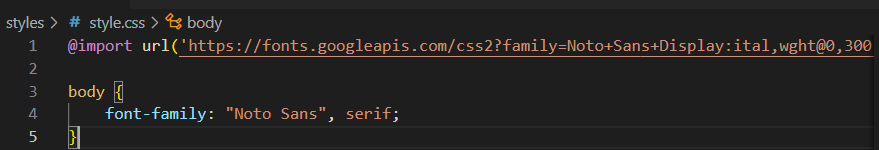 styles > # style.css > body
1 @import url('https://fonts.googleapis.com/css2?family=Noto+Sans+Display:ital,wght@0,300
2
3 body {
4 font-family: "Noto Sans", serif;
5 }